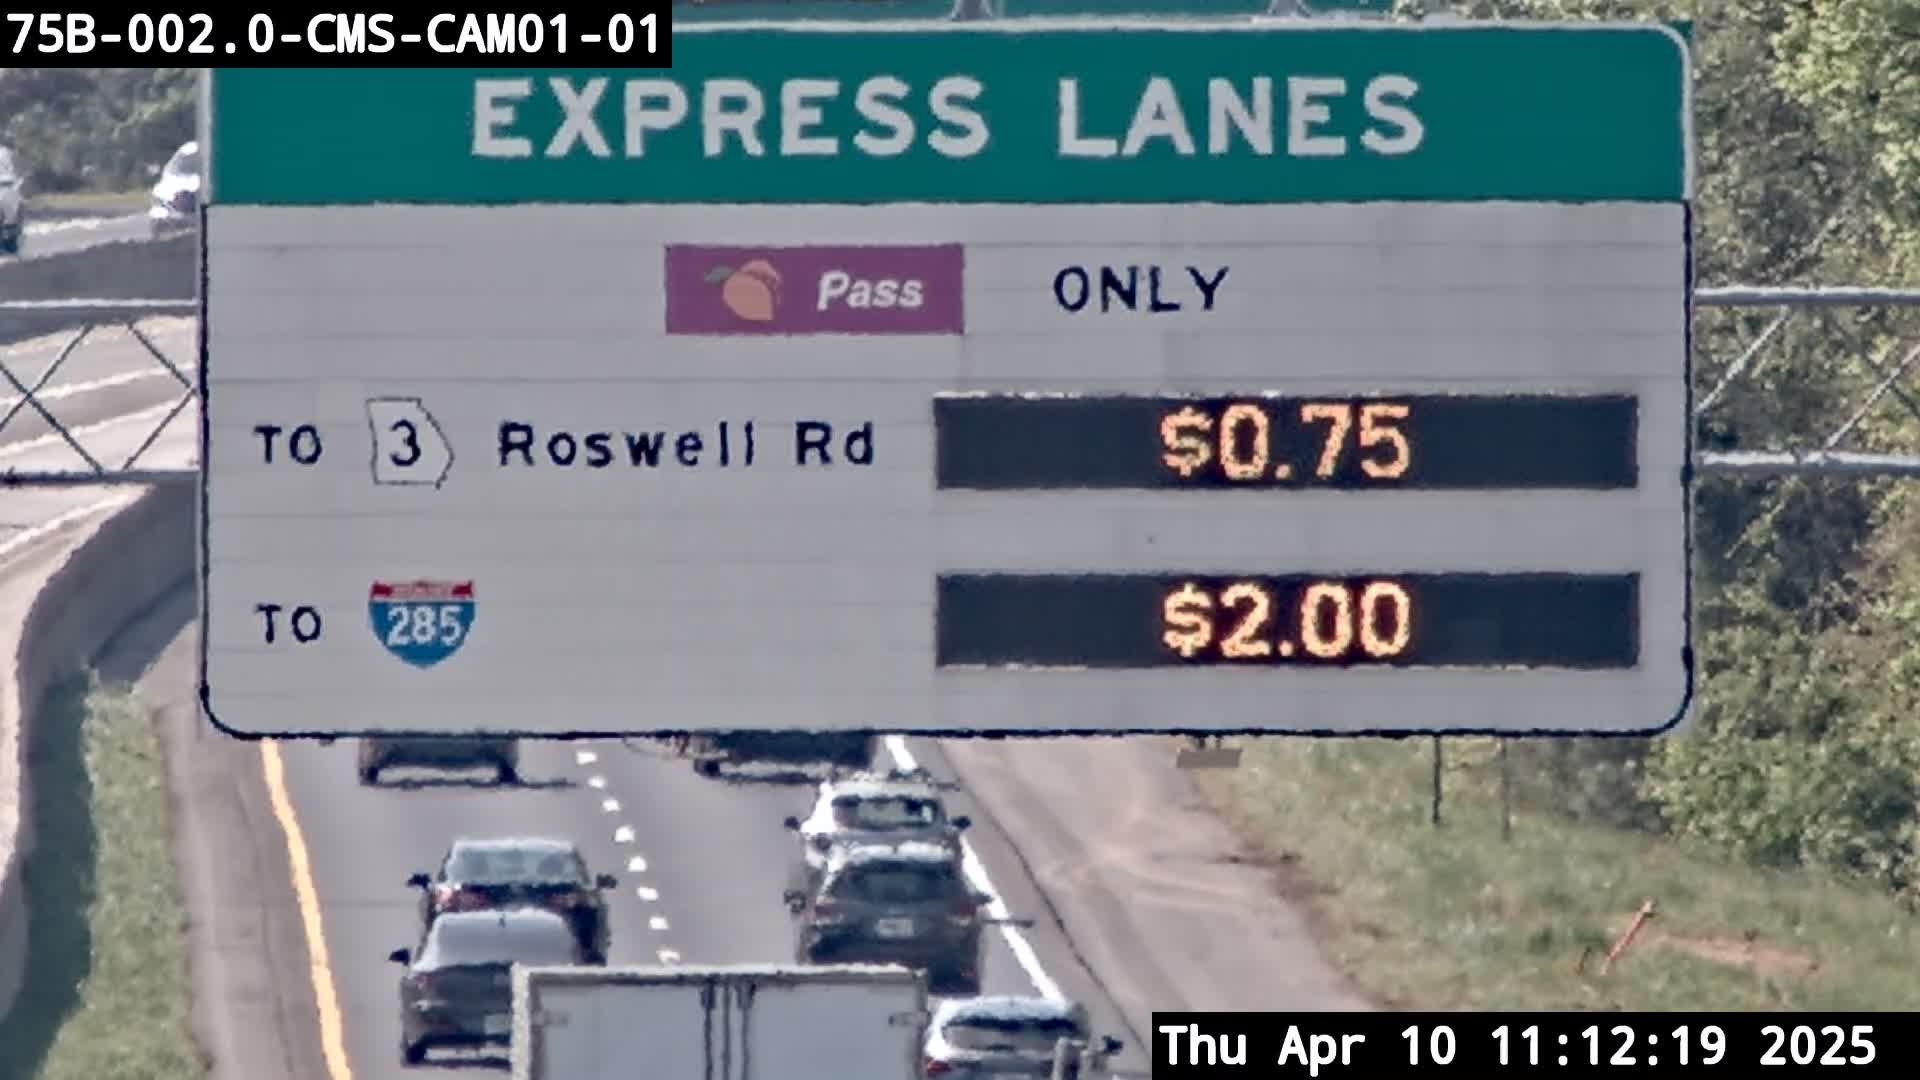 75B-002.0-CMS-CAM01-01
EXPRESS LANES
Pass ONLY
TO 3 Roswell Rd $0.75
TO 285 $2.00
Thu Apr 10 11:12:19 2025